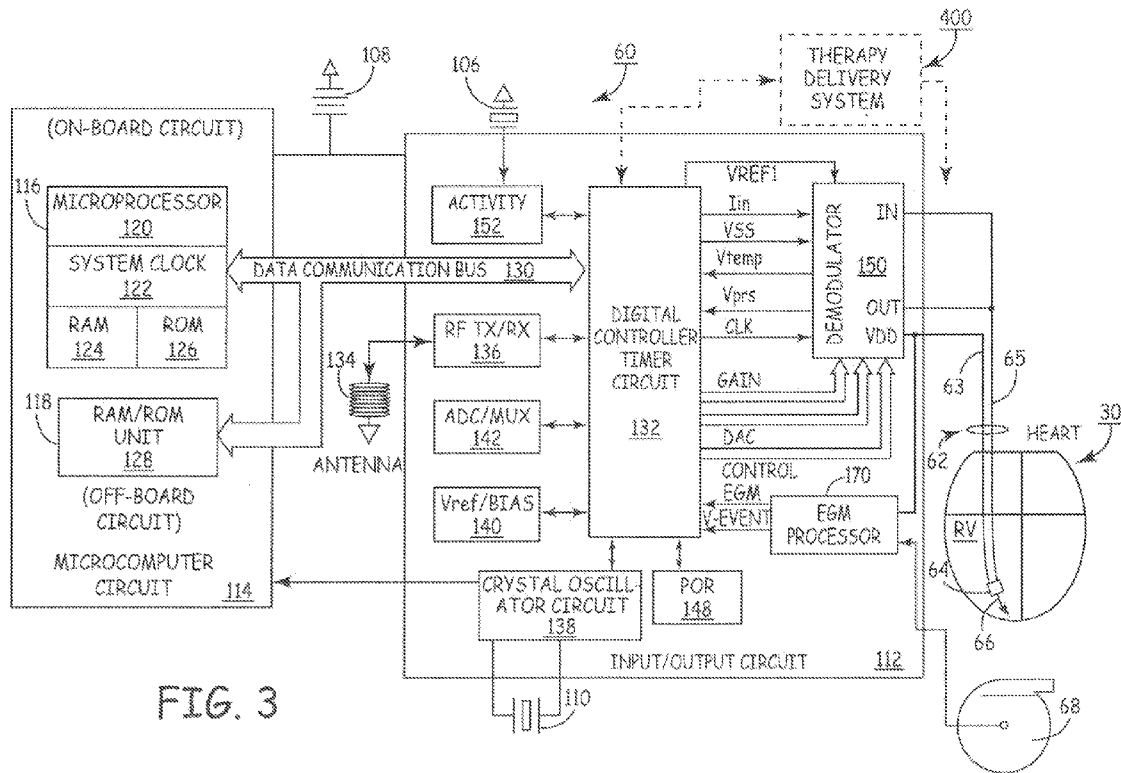 400
THERAPY
DELIVERY
SYSTEM
108
106
60
(ON-BOARD CIRCUIT)
116
MICROPROCESSOR
120
SYSTEM CLOCK
122
RAM
124
ROM
126
118
RAM/ROM
UNIT
128
(OFF-BOARD
CIRCUIT)
MICROCOMPUTER
CIRCUIT
114
DATA COMMUNICATION BUS 130
134
ANTENNA
ACTIVITY
152
RF TX/RX
136
ADC/MUX
142
Vref/BIAS
140
CRYSTAL OSCILL-
ATOR CIRCUIT
138
POR
148
110
DIGITAL
CONTROLLER
TIMER
CIRCUIT
132
VREF1
Iin
VSS
Vtemp
Vprs
CLK
GAIN
DAC
CONTROL
EGM
V-EVENT
DEMODULATOR
150
IN
OUT
VDD
170
EGM
PROCESSOR
INPUT/OUTPUT CIRCUIT
112
63
65
62
HEART
30
RV
64
66
68
FIG. 3